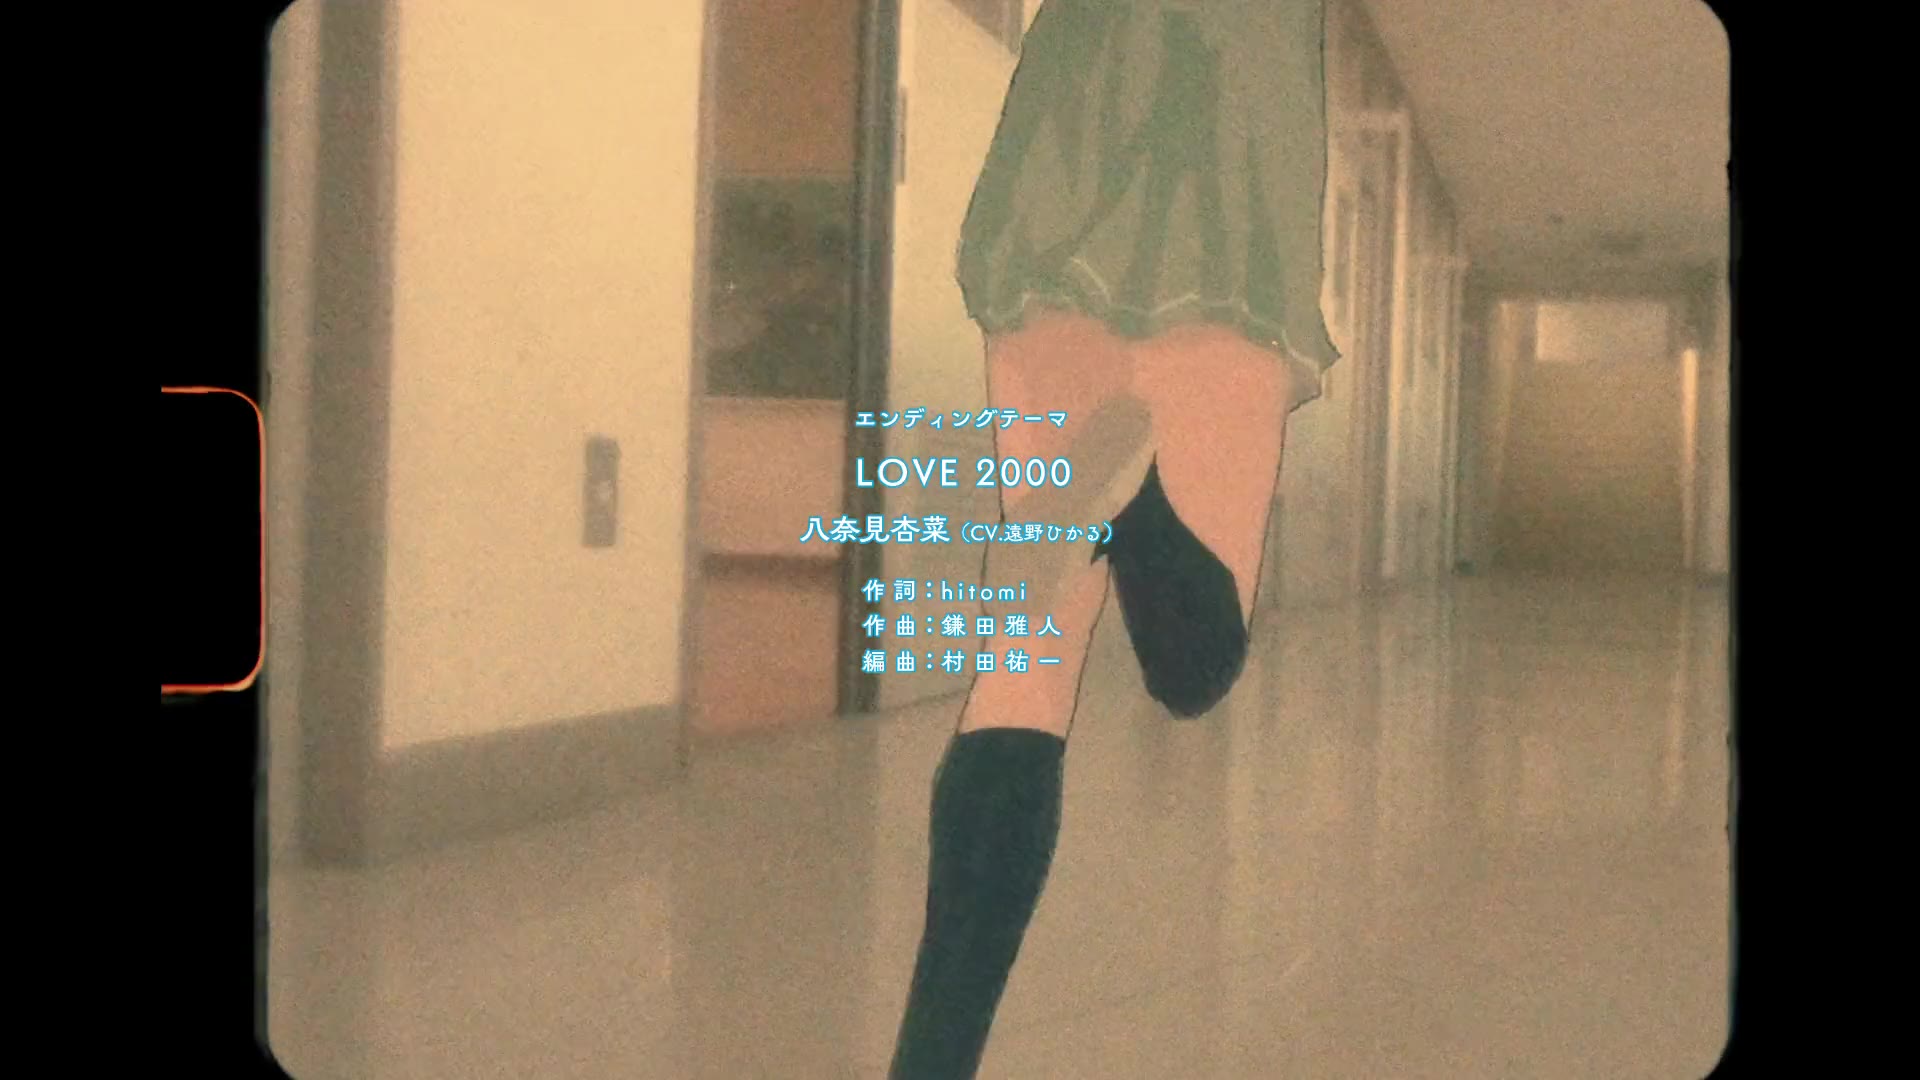 エンディングテーマ
LOVE 2000
八奈見杏菜（CV.遠野ひかる）
作詞：hitomi
作曲：鎌田雅人
編曲：村田祐一